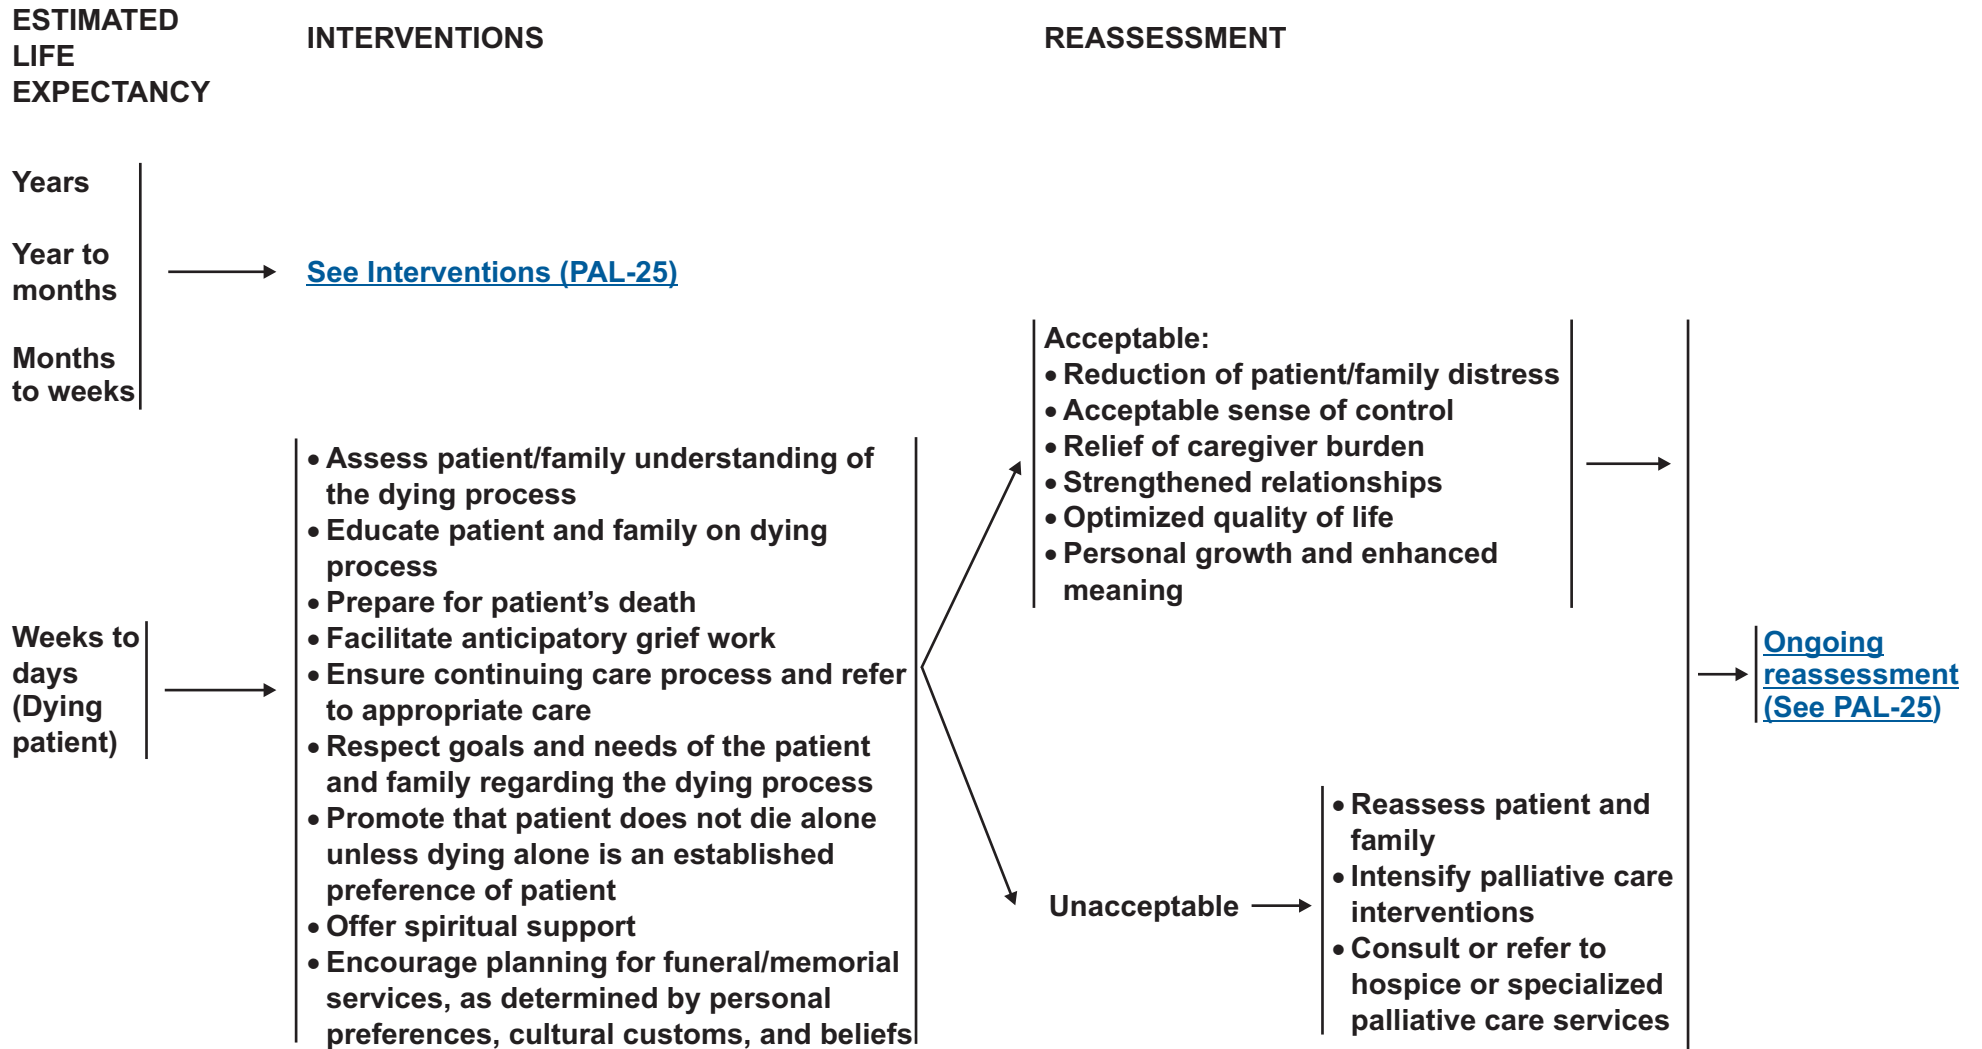 ESTIMATED
LIFE
EXPECTANCY
INTERVENTIONS
REASSESSMENT
Years
Year to
months
Months
to weeks
See Interventions (PAL-25)
Weeks to
days
(Dying
patient)
• Assess patient/family understanding of
the dying process
• Educate patient and family on dying
process
• Prepare for patient’s death
• Facilitate anticipatory grief work
• Ensure continuing care process and refer
to appropriate care
• Respect goals and needs of the patient
and family regarding the dying process
• Promote that patient does not die alone
unless dying alone is an established
preference of patient
• Offer spiritual support
• Encourage planning for funeral/memorial
services, as determined by personal
preferences, cultural customs, and beliefs
Acceptable:
• Reduction of patient/family distress
• Acceptable sense of control
• Relief of caregiver burden
• Strengthened relationships
• Optimized quality of life
• Personal growth and enhanced
meaning
Unacceptable
• Reassess patient and
family
• Intensify palliative care
interventions
• Consult or refer to
hospice or specialized
palliative care services
Ongoing
reassessment
(See PAL-25)